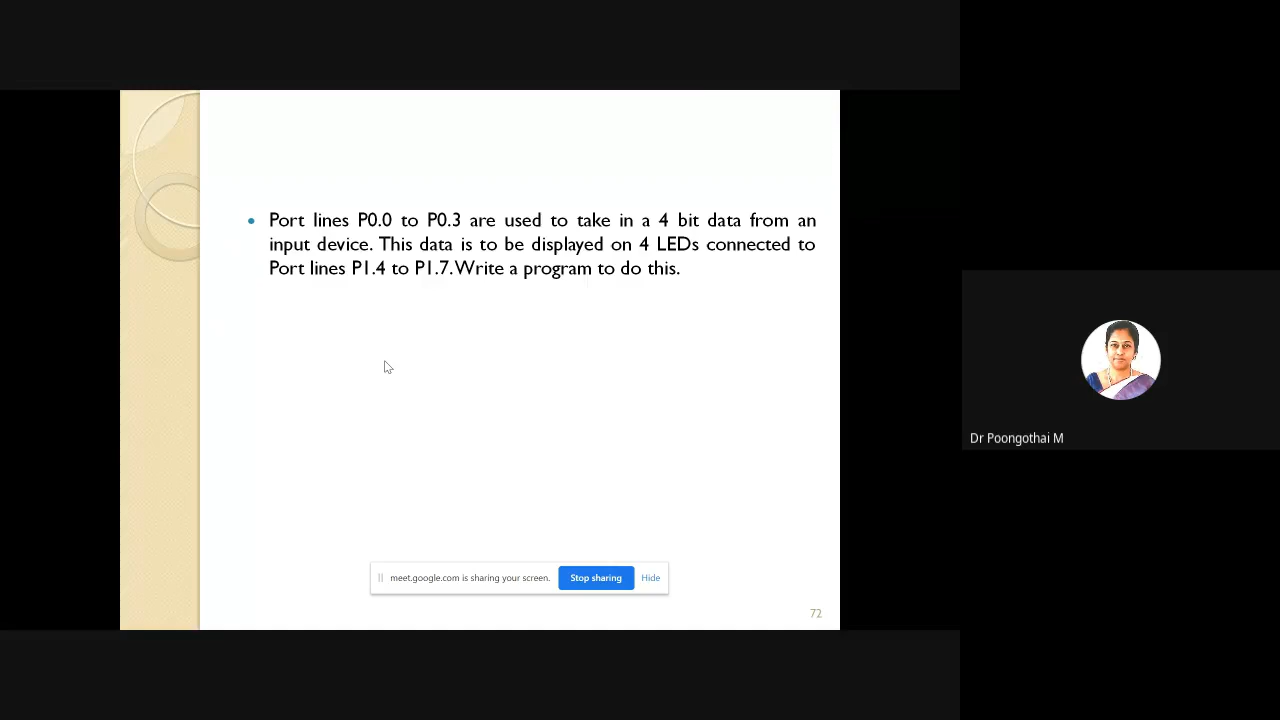 Port lines P0.0 to P0.3 are used to take in a 4 bit data from an
input device. This data is to be displayed on 4 LEDs connected to
Port lines P1.4 to P1.7. Write a program to do this.
Dr Poongothai M
meet.google.com is sharing your screen. Stop sharing Hide
72